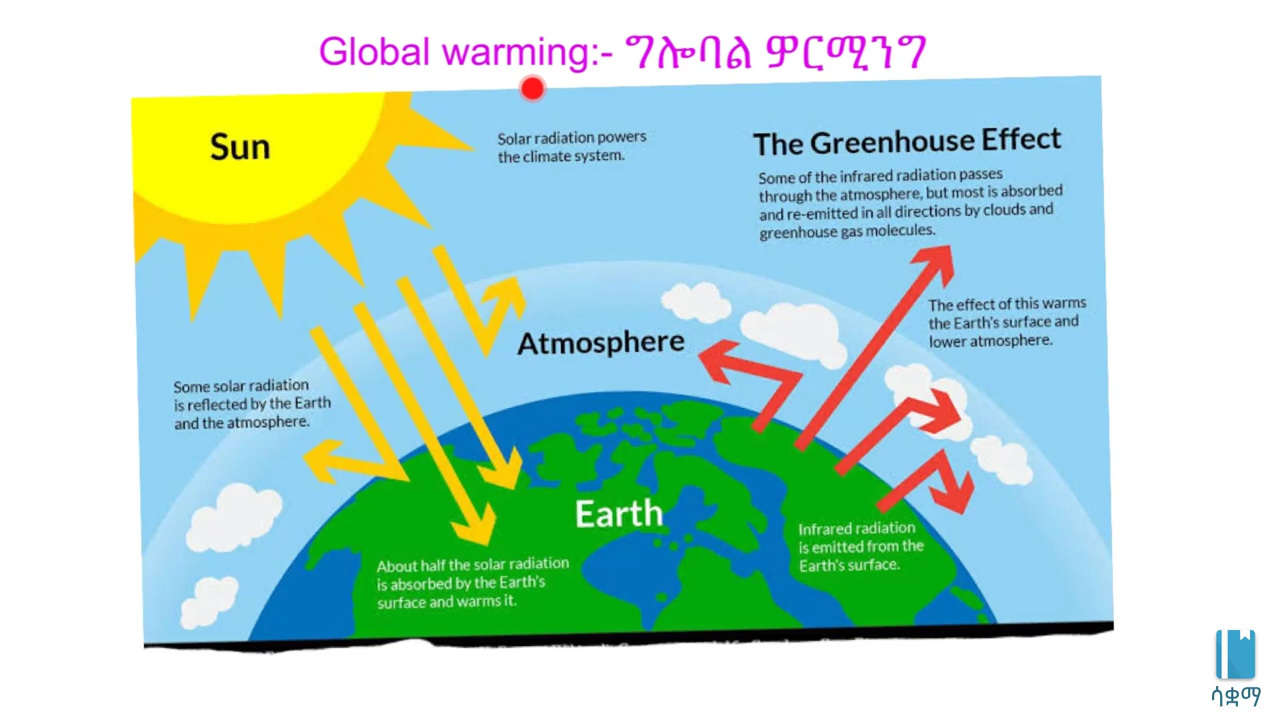 Global warming:- ግሎባል ዎርሚንግ
Sun
Solar radiation powers
the climate system.
The Greenhouse Effect
Some of the infrared radiation passes
through the atmosphere, but most is absorbed
and re-emitted in all directions by clouds and
greenhouse gas molecules.
The effect of this warms
the Earth's surface and
lower atmosphere.
Atmosphere
Some solar radiation
is reflected by the Earth
and the atmosphere.
Earth
About half the solar radiation
is absorbed by the Earth's
surface and warms it.
Infrared radiation
is emitted from the
Earth's surface.
ሳቋማ